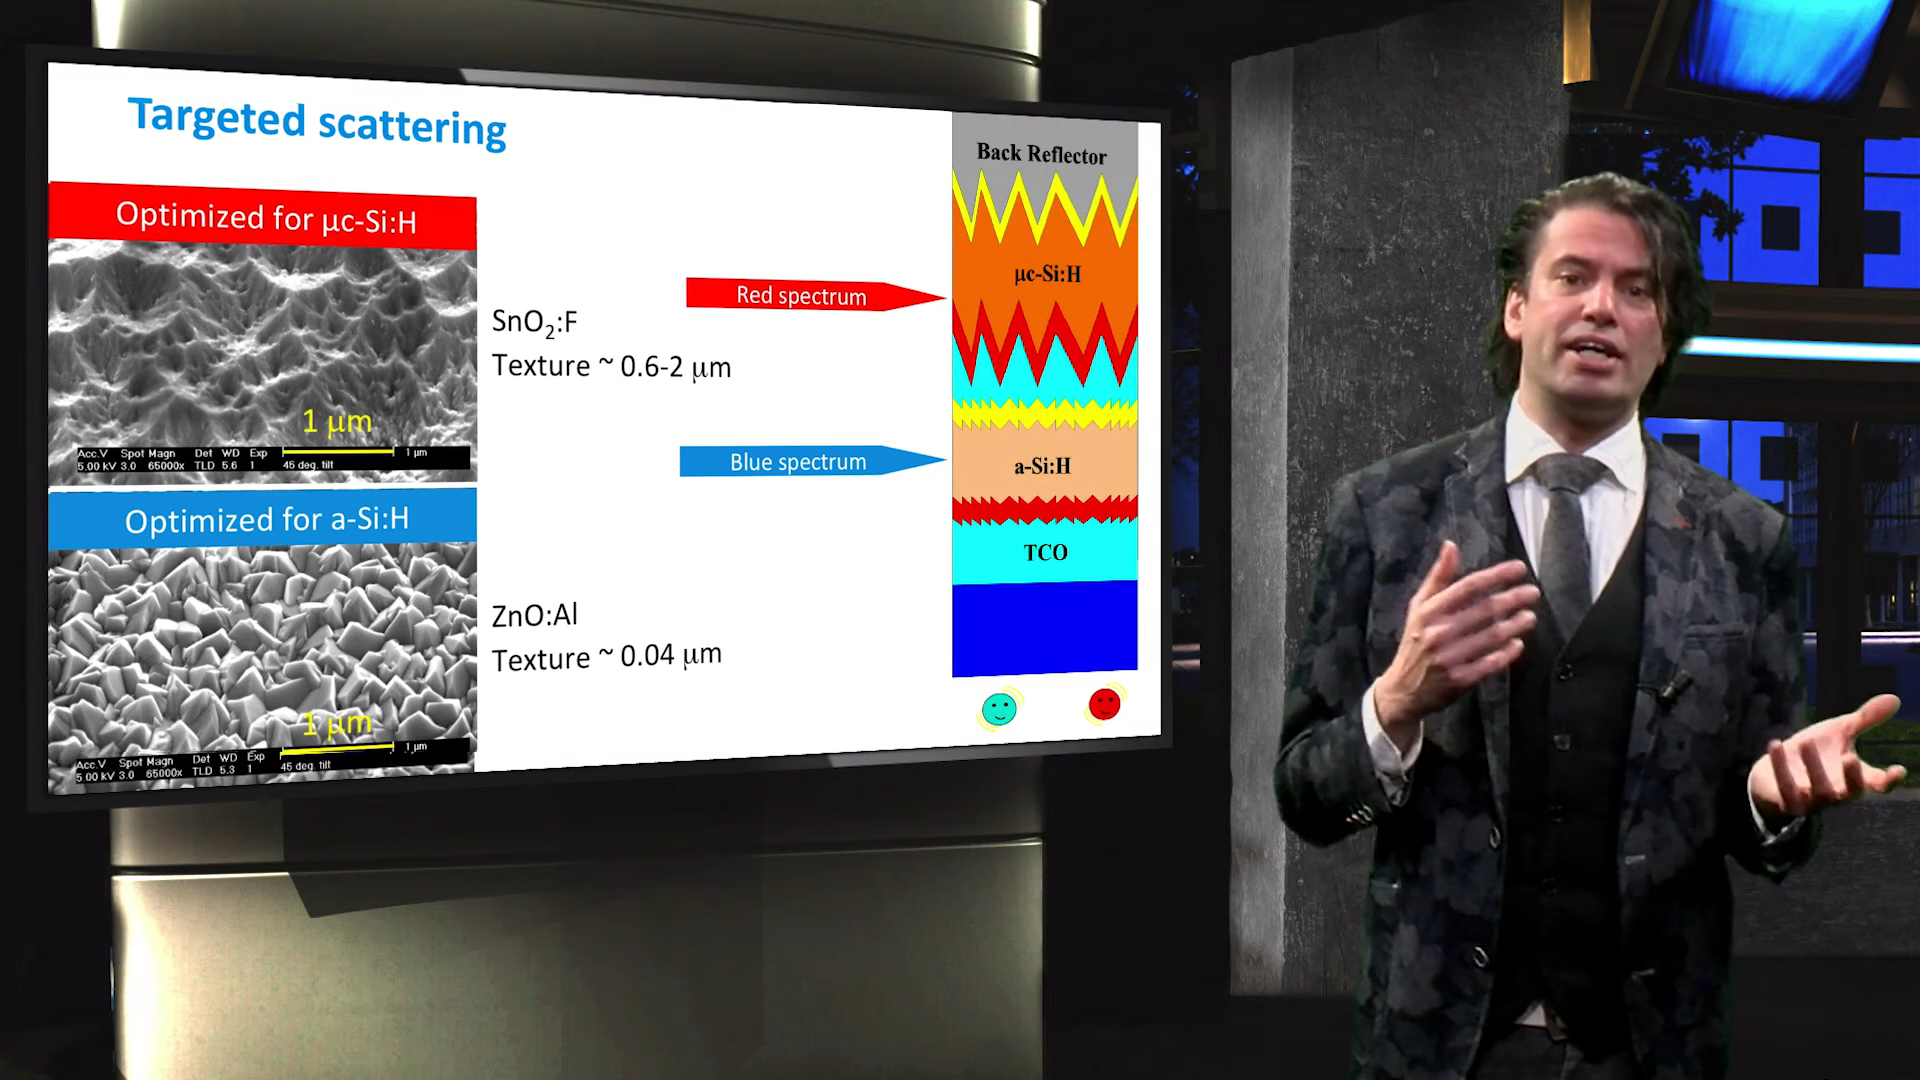 Targeted scattering
Optimized for µc-Si:H
1 µm
Acc.V Spot Magn Det WD Exp
5.00 kV 3.0 65000x TLD 5.6 1 45 deg. tilt
1 µm
SnO₂:F
Texture ~ 0.6-2 µm
Optimized for a-Si:H
1 µm
Acc.V Spot Magn Det WD Exp
5.00 kV 3.0 65000x TLD 5.3 1 45 deg. tilt
1 µm
ZnO:Al
Texture ~ 0.04 µm
Red spectrum
Blue spectrum
Back Reflector
µc-Si:H
a-Si:H
TCO